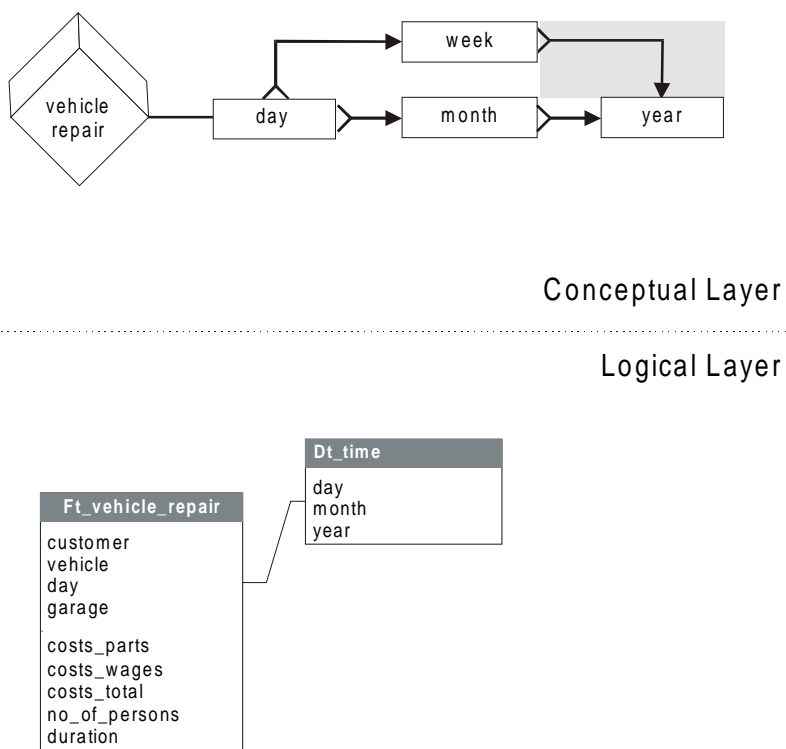 week
vehicle
repair
day
month
year
Conceptual Layer
Logical Layer
Dt_time
day
month
year
Ft_vehicle_repair
customer
vehicle
day
garage
costs_parts
costs_wages
costs_total
no_of_persons
duration